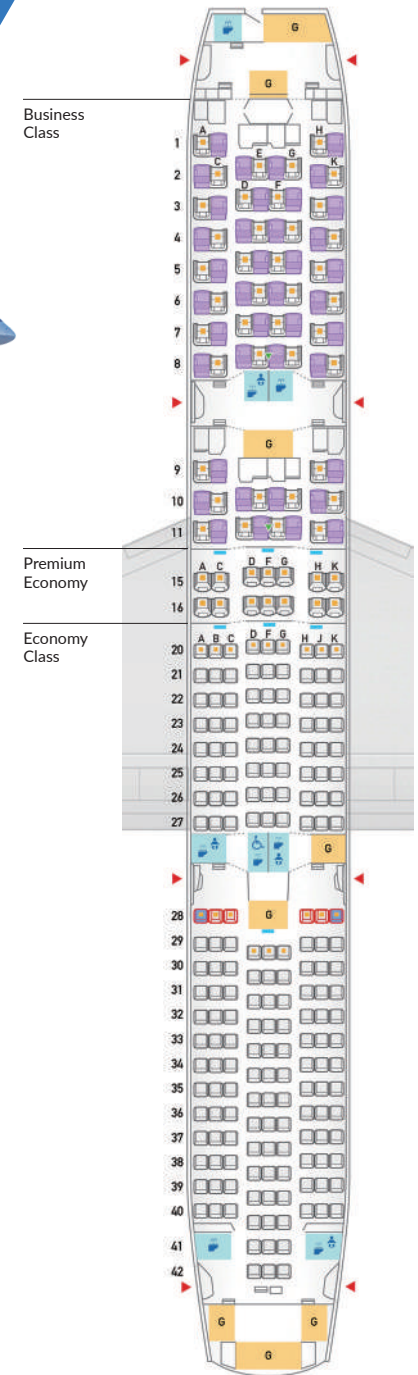 G
G
Business
Class
A H
1
C E G K
2
D F
3
4
5
6
7
8
G
9
10
11
Premium
Economy
A C D F G H K
15
16
Economy
Class
A B C D F G H J K
20
21
22
23
24
25
26
27
G
28 G
29
30
31
32
33
34
35
36
37
38
39
40
41
42
G G
G